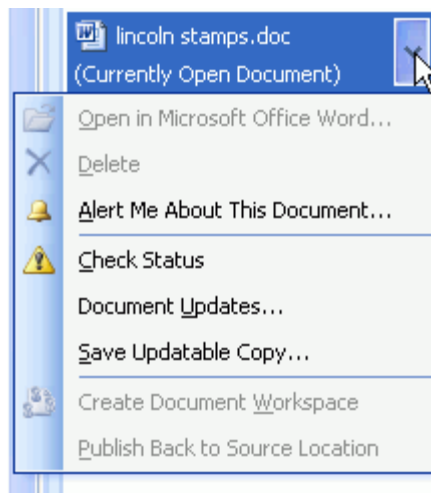 lincoln stamps.doc
(Currently Open Document)
Open in Microsoft Office Word...
Delete
Alert Me About This Document...
Check Status
Document Updates...
Save Updatable Copy...
Create Document Workspace
Publish Back to Source Location